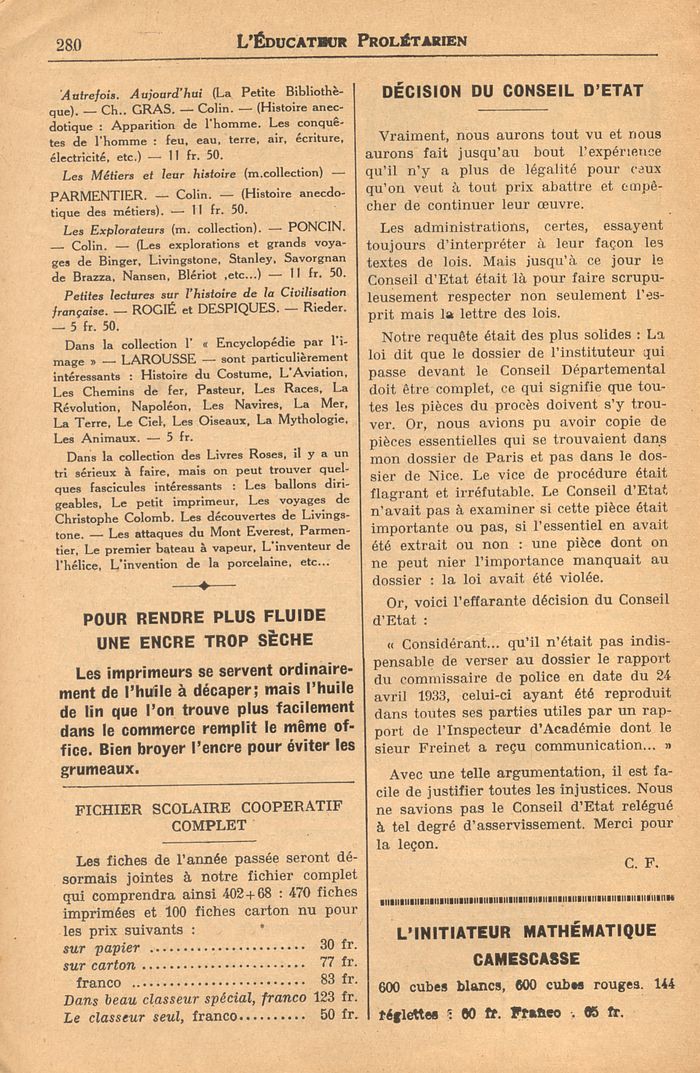 280
L'ÉDUCATEUR PROLÉTARIEN
Autrefois. Aujourd'hui (La Petite Bibliothè-
que). — Ch.. GRAS. — Colin. — (Histoire anec-
dotique : Apparition de l'homme. Les conquê-
tes de l'homme : feu, eau, terre, air, écriture,
électricité, etc.) — 11 fr. 50.
Les Métiers et leur histoire (m.collection) —
PARMENTIER. — Colin. — (Histoire anecdo-
tique des métiers). — 11 fr. 50.
Les Explorateurs (m. collection). — PONCIN.
— Colin. — (Les explorations et grands voya-
ges de Binger, Livingstone, Stanley, Savorgnan
de Brazza, Nansen, Blériot ,etc...) — 11 fr. 50.
Petites lectures sur l'histoire de la Civilisation
française. — ROGIÉ et DESPIQUES. — Rieder.
— 5 fr. 50.
Dans la collection l' « Encyclopédie par l'i-
mage » — LAROUSSE — sont particulièrement
intéressants : Histoire du Costume, L'Aviation,
Les Chemins de fer, Pasteur, Les Races, La
Révolution, Napoléon, Les Navires, La Mer,
La Terre, Le Ciel, Les Oiseaux, La Mythologie,
Les Animaux. — 5 fr.
Dans la collection des Livres Roses, il y a un
tri sérieux à faire, mais on peut trouver quel-
ques fascicules intéressants : Les ballons diri-
geables, Le petit imprimeur, Les voyages de
Christophe Colomb. Les découvertes de Livings-
tone. — Les attaques du Mont Everest, Parmen-
tier, Le premier bateau à vapeur, L'inventeur de
l'hélice, L'invention de la porcelaine, etc...
POUR RENDRE PLUS FLUIDE
UNE ENCRE TROP SÈCHE
Les imprimeurs se servent ordinaire-
ment de l'huile à décaper; mais l'huile
de lin que l'on trouve plus facilement
dans le commerce remplit le même of-
fice. Bien broyer l'encre pour éviter les
grumeaux.
FICHIER SCOLAIRE COOPERATIF
COMPLET
Les fiches de l'année passée seront dé-
sormais jointes à notre fichier complet
qui comprendra ainsi 402+68 : 470 fiches
imprimées et 100 fiches carton nu pour
les prix suivants :
sur papier ....................... 30 fr.
sur carton ........................ 77 fr.
franco ......................... 83 fr.
Dans beau classeur spécial, franco 123 fr.
Le classeur seul, franco.......... 50 fr.
DÉCISION DU CONSEIL D'ETAT
Vraiment, nous aurons tout vu et nous
aurons fait jusqu'au bout l'expérience
qu'il n'y a plus de légalité pour ceux
qu'on veut à tout prix abattre et empê-
cher de continuer leur œuvre.
Les administrations, certes, essayent
toujours d'interpréter à leur façon les
textes de lois. Mais jusqu'à ce jour le
Conseil d'Etat était là pour faire scrupu-
leusement respecter non seulement l'es-
prit mais la lettre des lois.
Notre requête était des plus solides : La
loi dit que le dossier de l'instituteur qui
passe devant le Conseil Départemental
doit être complet, ce qui signifie que tou-
tes les pièces du procès doivent s'y trou-
ver. Or, nous avions pu avoir copie de
pièces essentielles qui se trouvaient dans
mon dossier de Paris et pas dans le dos-
sier de Nice. Le vice de procédure était
flagrant et irréfutable. Le Conseil d'Etat
n'avait pas à examiner si cette pièce était
importante ou pas, si l'essentiel en avait
été extrait ou non : une pièce dont on
ne peut nier l'importance manquait au
dossier : la loi avait été violée.
Or, voici l'effarante décision du Conseil
d'Etat :
« Considérant... qu'il n'était pas indis-
pensable de verser au dossier le rapport
du commissaire de police en date du 24
avril 1933, celui-ci ayant été reproduit
dans toutes ses parties utiles par un rap-
port de l'Inspecteur d'Académie dont le
sieur Freinet a reçu communication... »
Avec une telle argumentation, il est fa-
cile de justifier toutes les injustices. Nous
ne savions pas le Conseil d'Etat relégué
à tel degré d'asservissement. Merci pour
la leçon.
C. F.
L'INITIATEUR MATHÉMATIQUE
CAMESCASSE
600 cubes blancs, 600 cubes rouges. 144
réglettes : 60 fr. Franco : 65 fr.